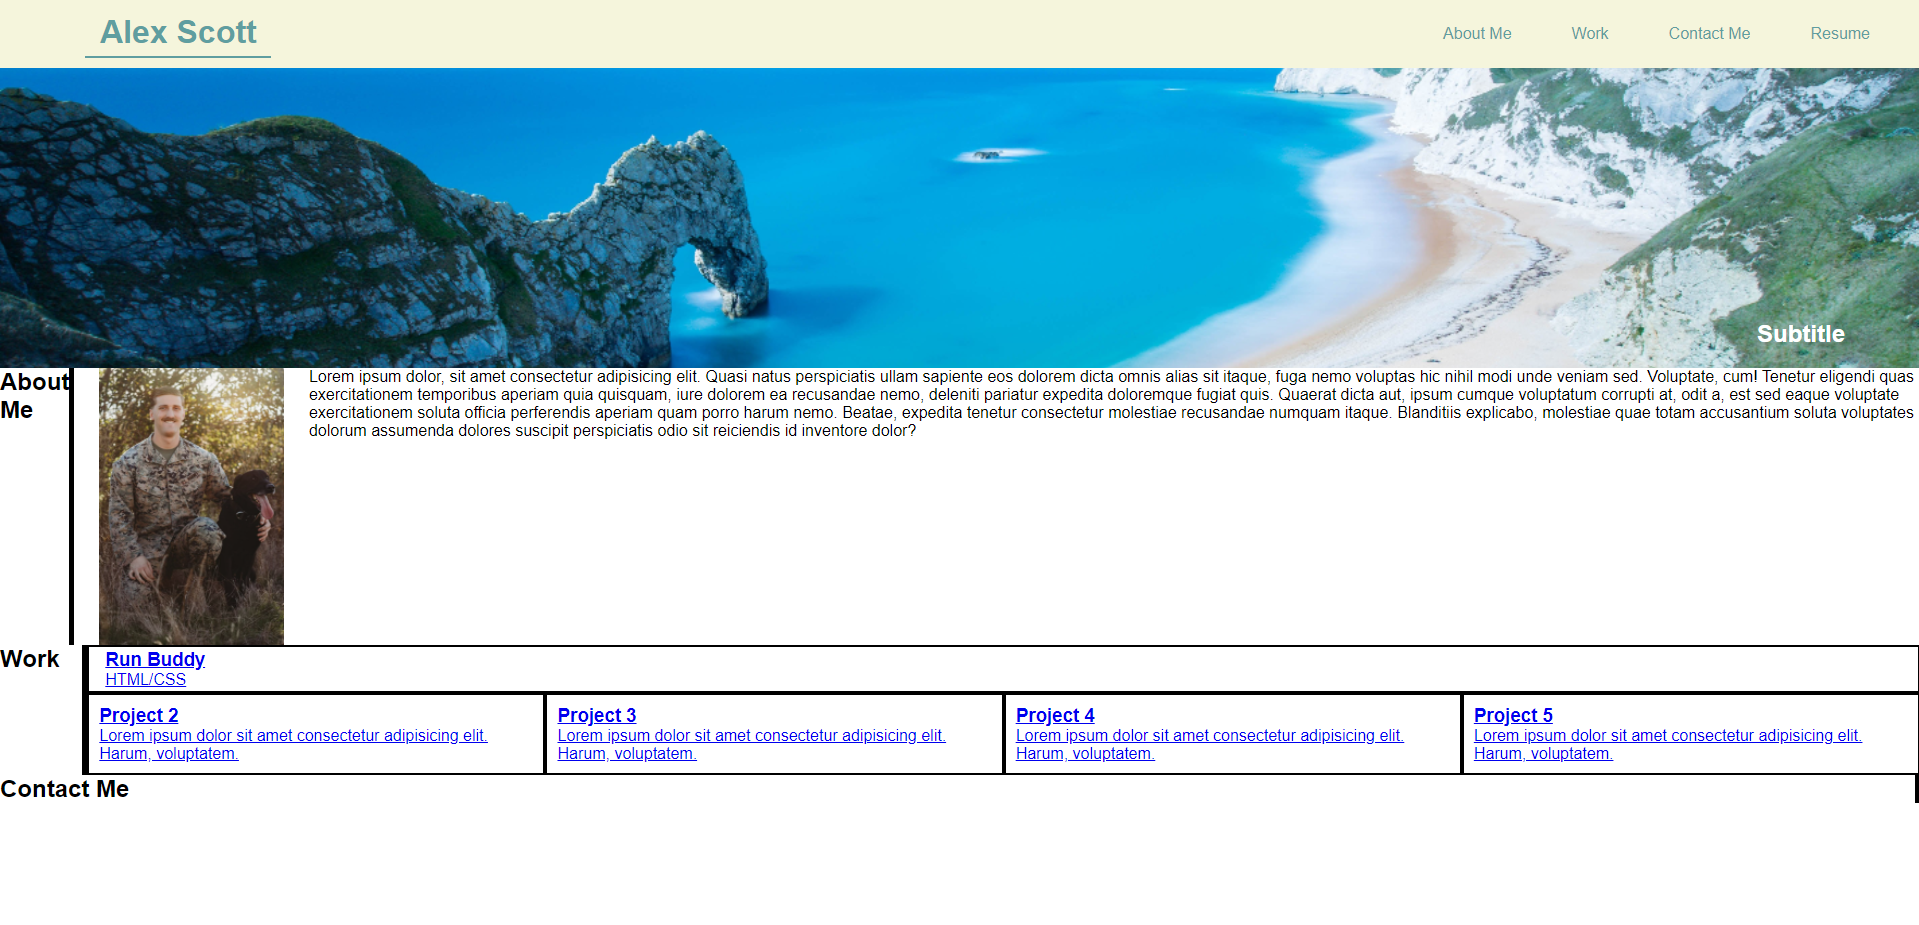 Alex Scott
About Me
Work
Contact Me
Resume
Subtitle
About
Me
Lorem ipsum dolor, sit amet consectetur adipisicing elit. Quasi natus perspiciatis ullam sapiente eos dolorem dicta omnis alias sit itaque, fuga nemo voluptas hic nihil modi unde veniam sed. Voluptate, cum! Tenetur eligendi quas
exercitationem temporibus aperiam quia quisquam, iure dolorem ea recusandae nemo, deleniti pariatur expedita doloremque fugiat quis. Quaerat dicta aut, ipsum cumque voluptatum corrupti at, odit a, est sed eaque voluptate
exercitationem soluta officia perferendis aperiam quam porro harum nemo. Beatae, expedita tenetur consectetur molestiae recusandae numquam itaque. Blanditiis explicabo, molestiae quae totam accusantium soluta voluptates
dolorum assumenda dolores suscipit perspiciatis odio sit reiciendis id inventore dolor?
Work
Run Buddy
HTML/CSS
Project 2
Lorem ipsum dolor sit amet consectetur adipisicing elit.
Harum, voluptatem.
Project 3
Lorem ipsum dolor sit amet consectetur adipisicing elit.
Harum, voluptatem.
Project 4
Lorem ipsum dolor sit amet consectetur adipisicing elit.
Harum, voluptatem.
Project 5
Lorem ipsum dolor sit amet consectetur adipisicing elit.
Harum, voluptatem.
Contact Me